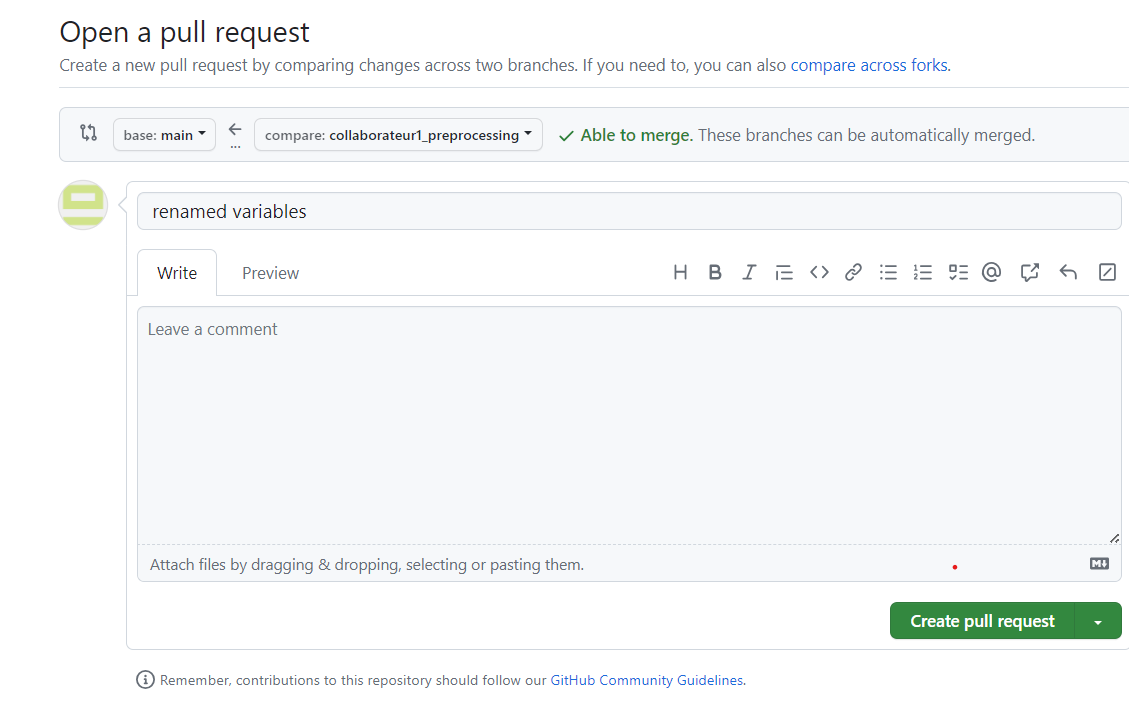 Open a pull request
Create a new pull request by comparing changes across two branches. If you need to, you can also compare across forks.
base: main ... compare: collaborateur1_preprocessing Able to merge. These branches can be automatically merged.
renamed variables
Write Preview
Leave a comment
Attach files by dragging & dropping, selecting or pasting them.
Create pull request
Remember, contributions to this repository should follow our GitHub Community Guidelines.